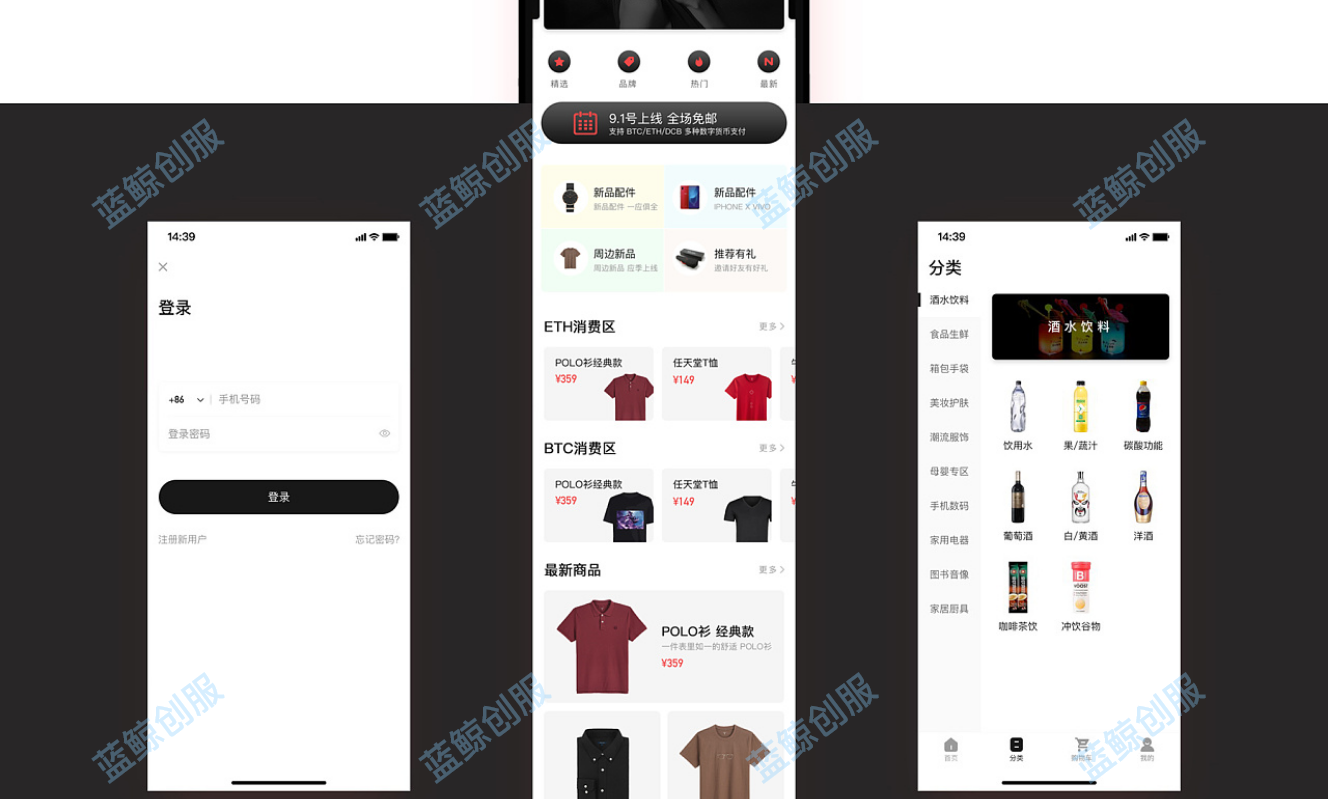 14:39
登录
+86 手机号码
登录密码
登录
注册新用户 忘记密码?
精选 品牌 热门 最新
9.1号上线 全场免邮
支持 BTC/ETH/DCB 多种数字货币支付
新品配件
新品配件 一应俱全
新品配件
IPHONE X VIVO
周边新品
周边新品 应季上线
推荐有礼
邀请好友有好礼
ETH消费区 更多
POLO衫经典款
¥359
任天堂T恤
¥149
BTC消费区 更多
POLO衫经典款
¥359
任天堂T恤
¥149
最新商品 更多
POLO衫 经典款
一件表里如一的舒适 POLO衫
¥359
14:39
分类
酒水饮料
食品生鲜
箱包手袋
美妆护肤
潮流服饰
母婴专区
手机数码
家用电器
图书音像
家居厨具
酒水饮料
饮用水 果/蔬汁 碳酸功能
葡萄酒 白/黄酒 洋酒
咖啡茶饮 冲饮谷物
首页 分类 购物车 我的
蓝鲸创服
蓝鲸创服
蓝鲸创服
蓝鲸创服
蓝鲸创服
蓝鲸创服
蓝鲸创服
蓝鲸创服